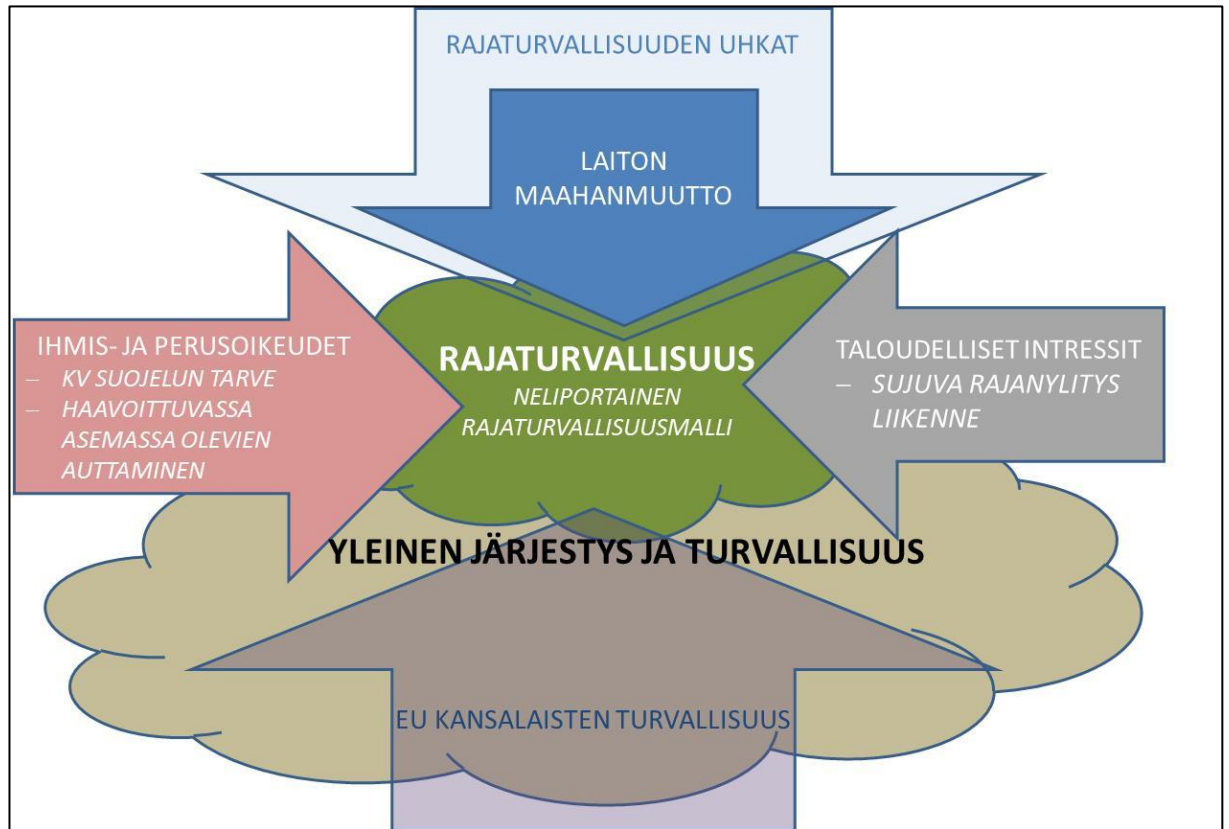 RAJATURVALLISUUDEN UHKAT
LAITON
MAAHANMUUTTO
IHMIS- JA PERUSOIKEUDET
– KV SUOJELUN TARVE
– HAAVOITTUVASSA
ASEMASSA OLEVIEN
AUTTAMINEN
RAJATURVALLISUUS
NELIPORTAINEN
RAJATURVALLISUUSMALLI
TALOUDELLISET INTRESSIT
– SUJUVA RAJANYLITYS
LIIKENNE
YLEINEN JÄRJESTYS JA TURVALLISUUS
EU KANSALAISTEN TURVALLISUUS